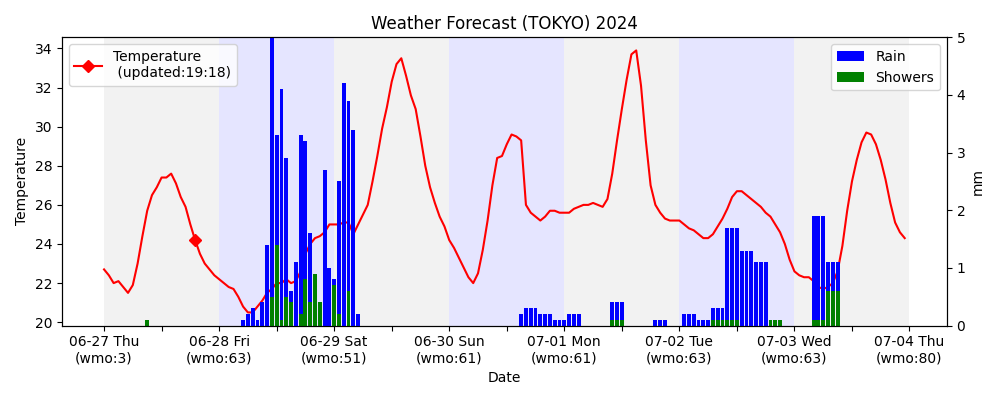 Weather Forecast (TOKYO) 2024
Temperature
(updated:19:18)
Rain
Showers
Temperature
34
32
30
28
26
24
22
20
5
4
3
2
1
0
mm
06-27 Thu
(wmo:3)
06-28 Fri
(wmo:63)
06-29 Sat
(wmo:51)
06-30 Sun
(wmo:61)
07-01 Mon
(wmo:61)
07-02 Tue
(wmo:63)
07-03 Wed
(wmo:63)
07-04 Thu
(wmo:80)
Date